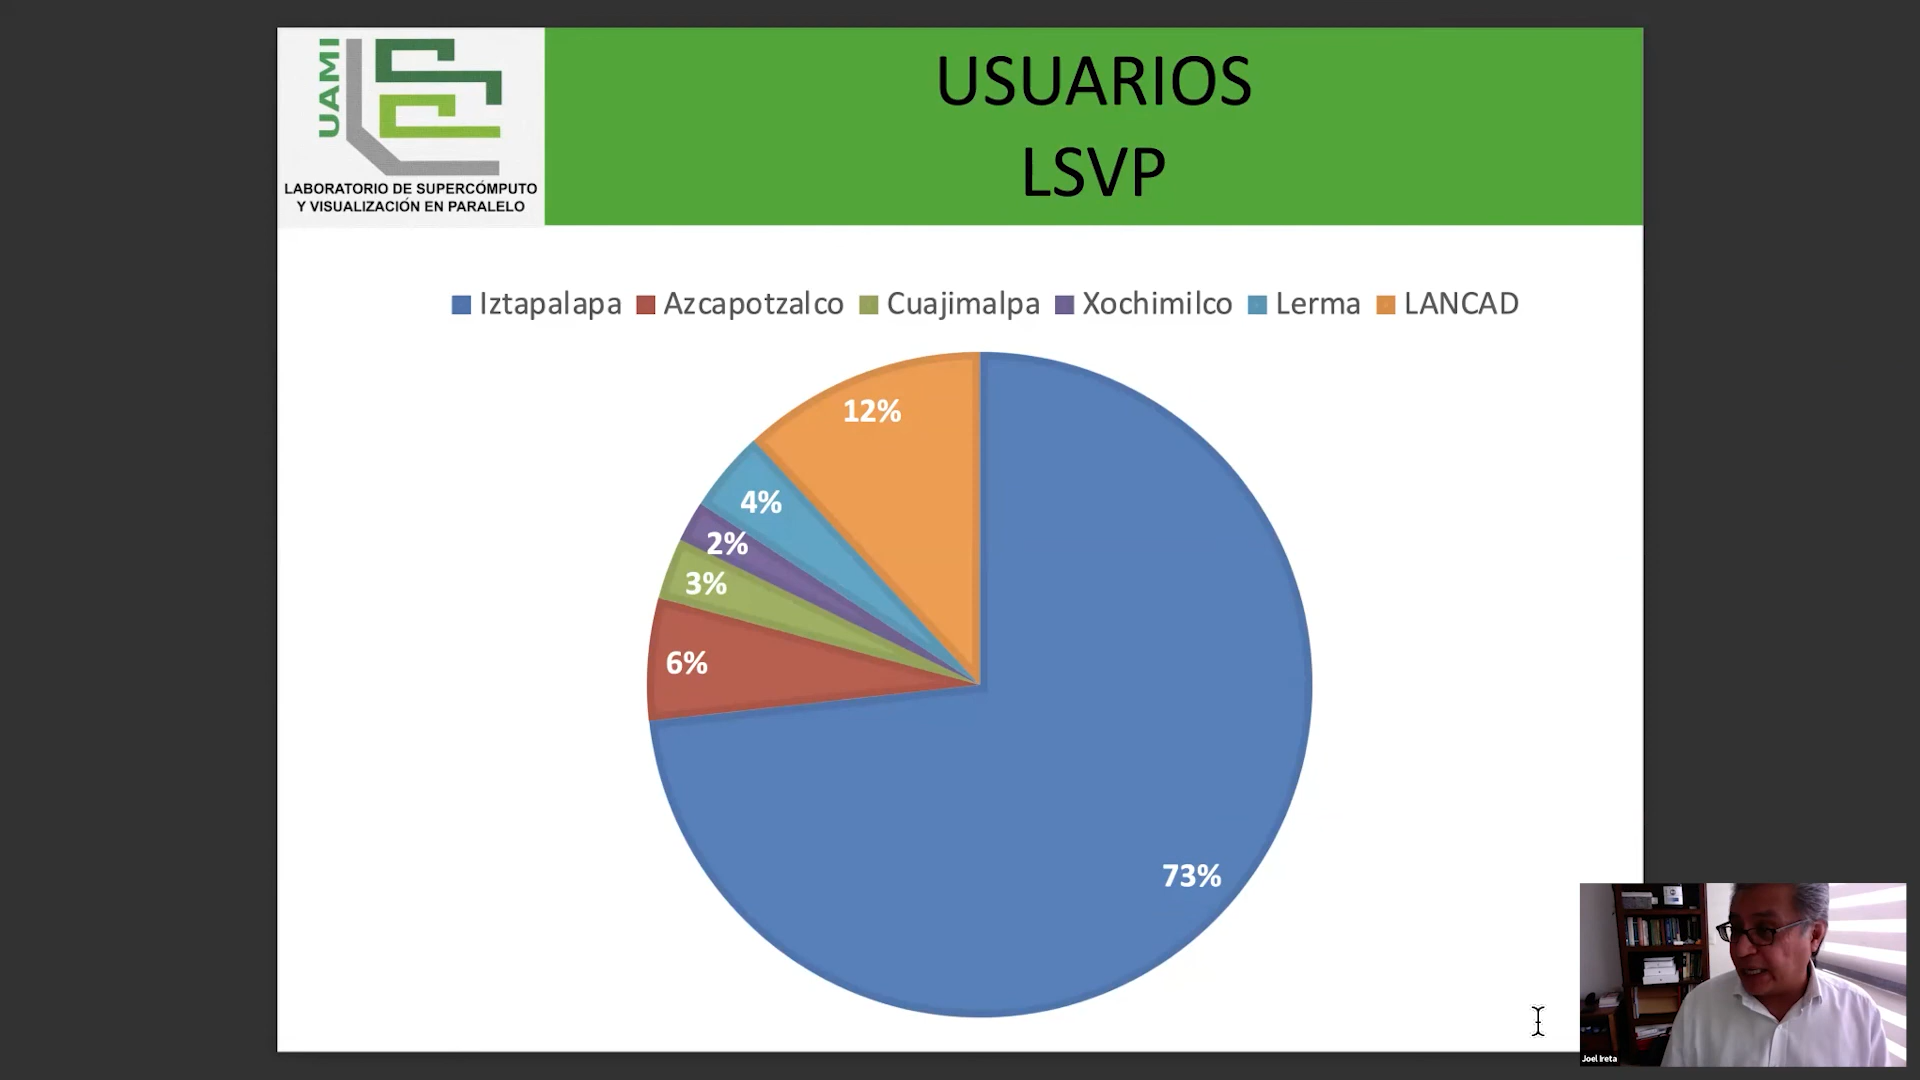 UAMI
LABORATORIO DE SUPERCÓMPUTO
Y VISUALIZACIÓN EN PARALELO
USUARIOS
LSVP
Iztapalapa Azcapotzalco Cuajimalpa Xochimilco Lerma LANCAD
12%
4%
2%
3%
6%
73%
Joel Ireta